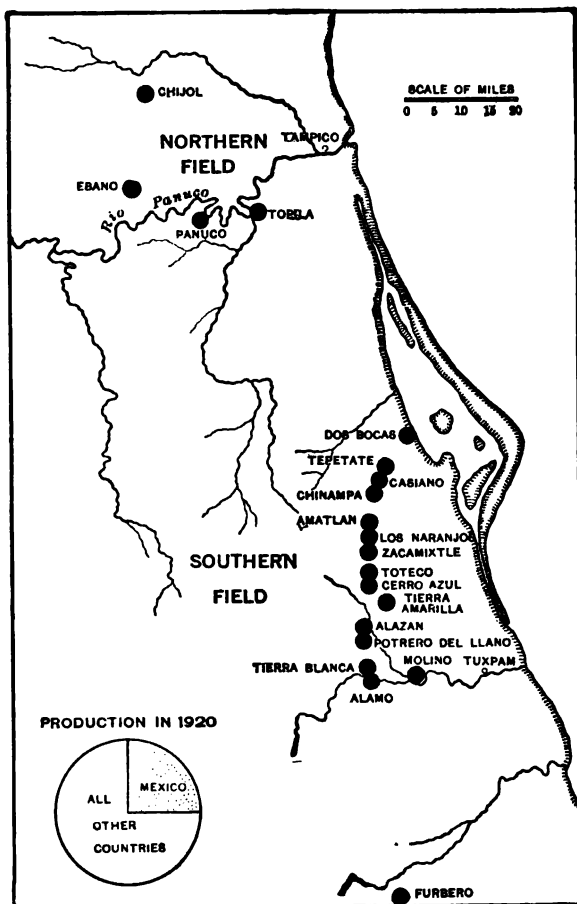 CHIJOL
SCALE OF MILES
0 5 10 15 20
NORTHERN
FIELD
TAMPICO
EBANO
Rio Panuco
PANUCO
TOPILA
DOS BOCAS
TEPETATE
CASIANO
CHINAMPA
AMATLAN
LOS NARANJOS
ZACAMIXTLE
SOUTHERN
FIELD
TOTECO
CERRO AZUL
TIERRA
AMARILLA
ALAZAN
POTRERO DEL LLANO
TIERRA BLANCA
MOLINO
TUXPAM
ALAMO
PRODUCTION IN 1920
MEXICO
ALL
OTHER
COUNTRIES
FURBERO